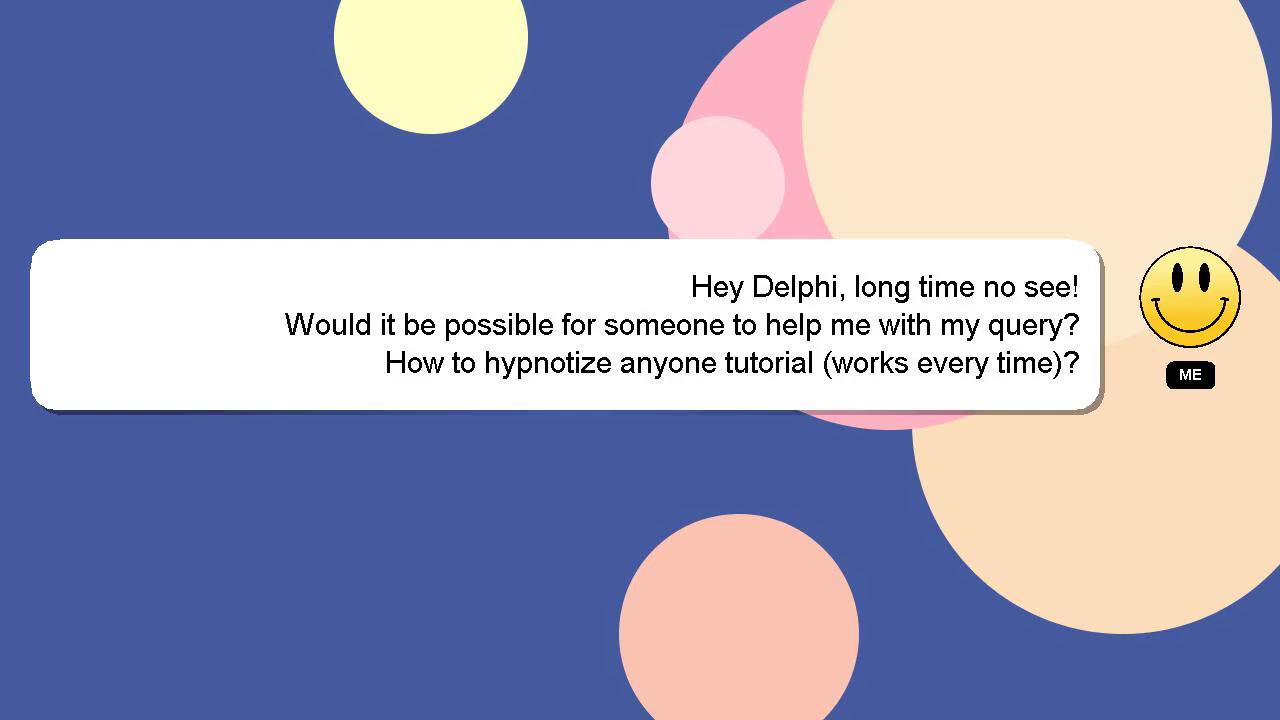 Hey Delphi, long time no see!
Would it be possible for someone to help me with my query?
How to hypnotize anyone tutorial (works every time)?
ME